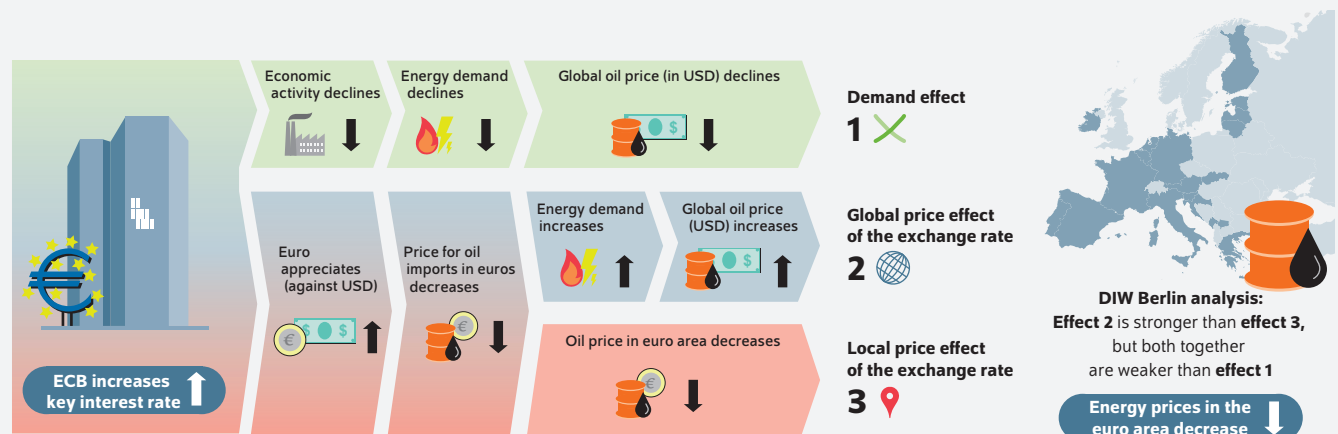 Economic
activity declines
Energy demand
declines
Global oil price (in USD) declines
$
Demand effect
1
Euro
appreciates
(against USD)
€
$ $
Price for oil
imports in euros
decreases
€
Energy demand
increases
Global oil price
(USD) increases
$
Global price effect
of the exchange rate
2
Oil price in euro area decreases
€
Local price effect
of the exchange rate
3
€
ECB increases
key interest rate
DIW Berlin analysis:
Effect 2 is stronger than effect 3,
but both together
are weaker than effect 1
Energy prices in the
euro area decrease